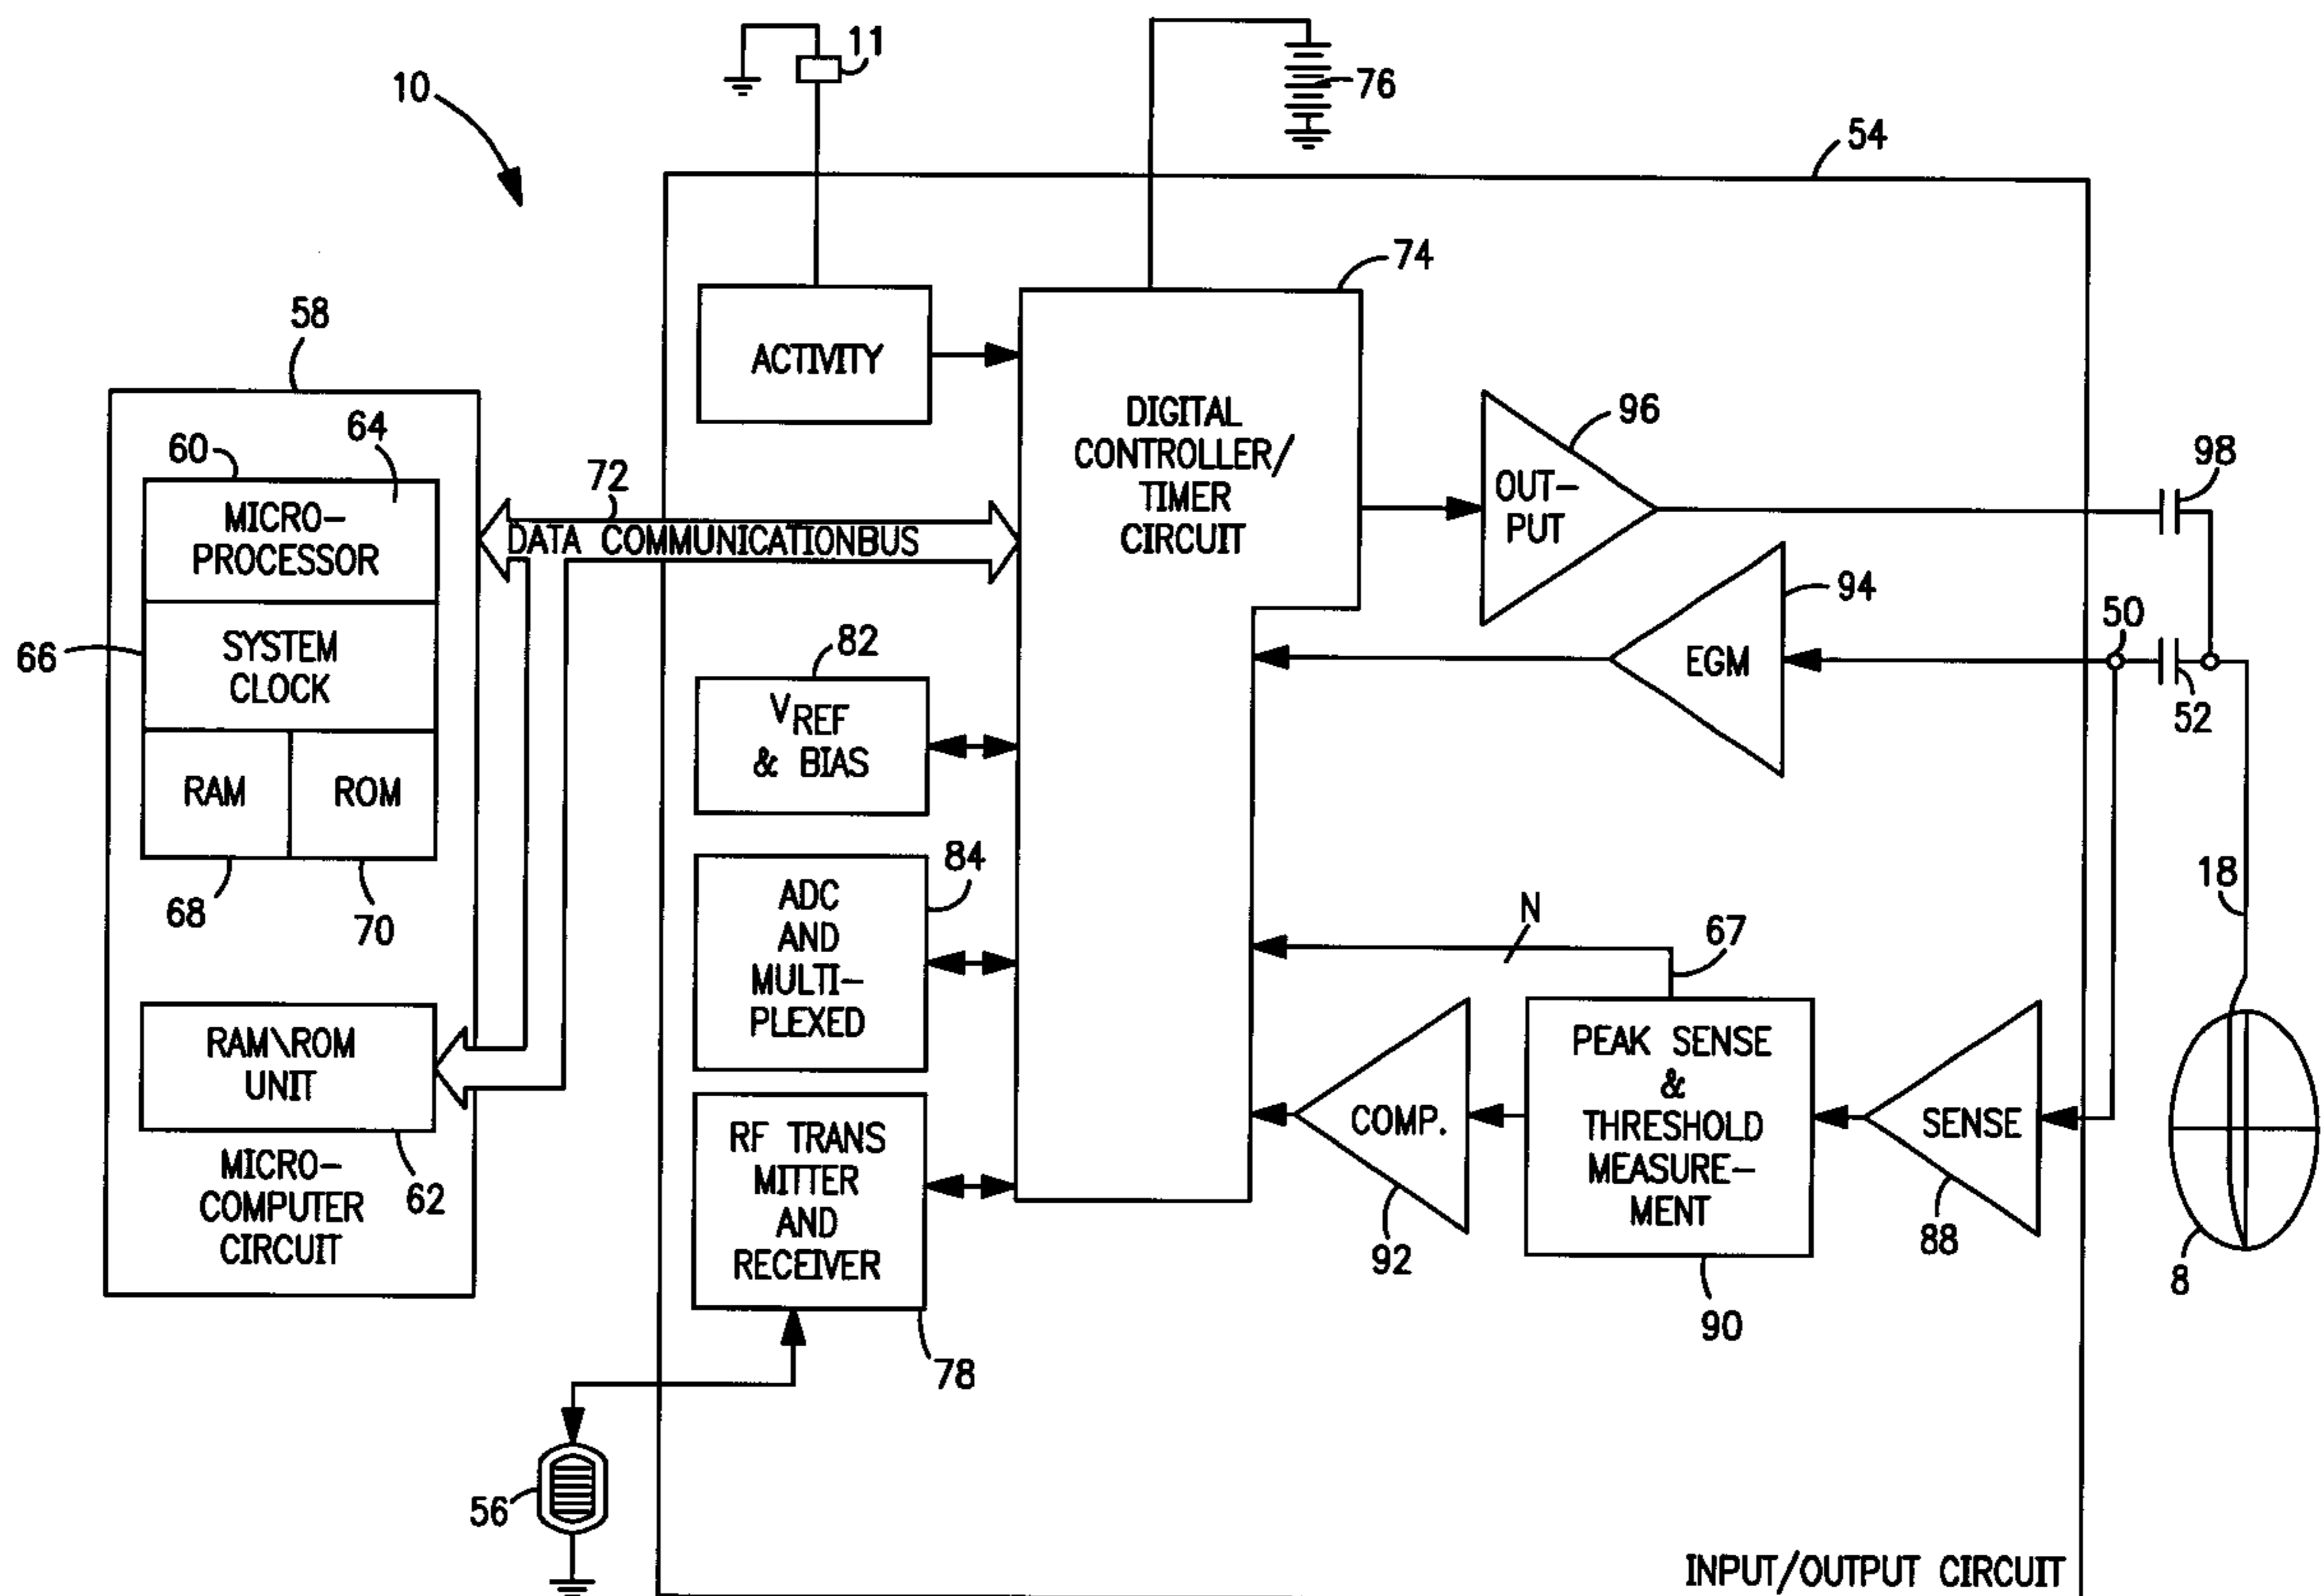 11
10
76
54
74
58
ACTIVITY
64
60
96
DIGITAL
CONTROLLER/
TIMER
CIRCUIT
98
72
OUT-
PUT
MICRO-
PROCESSOR
DATA COMMUNICATIONBUS
94
50
66
SYSTEM
CLOCK
82
EGM
VREF
& BIAS
52
RAM
ROM
84
18
68
70
ADC
AND
MULTI-
PLEXED
N
67
RAM\ROM
UNIT
PEAK SENSE
&
THRESHOLD
MEASURE-
MENT
COMP.
SENSE
RF TRANS
MITTER
AND
RECEIVER
MICRO-
COMPUTER
CIRCUIT
62
92
88
8
90
78
56
INPUT/OUTPUT CIRCUIT